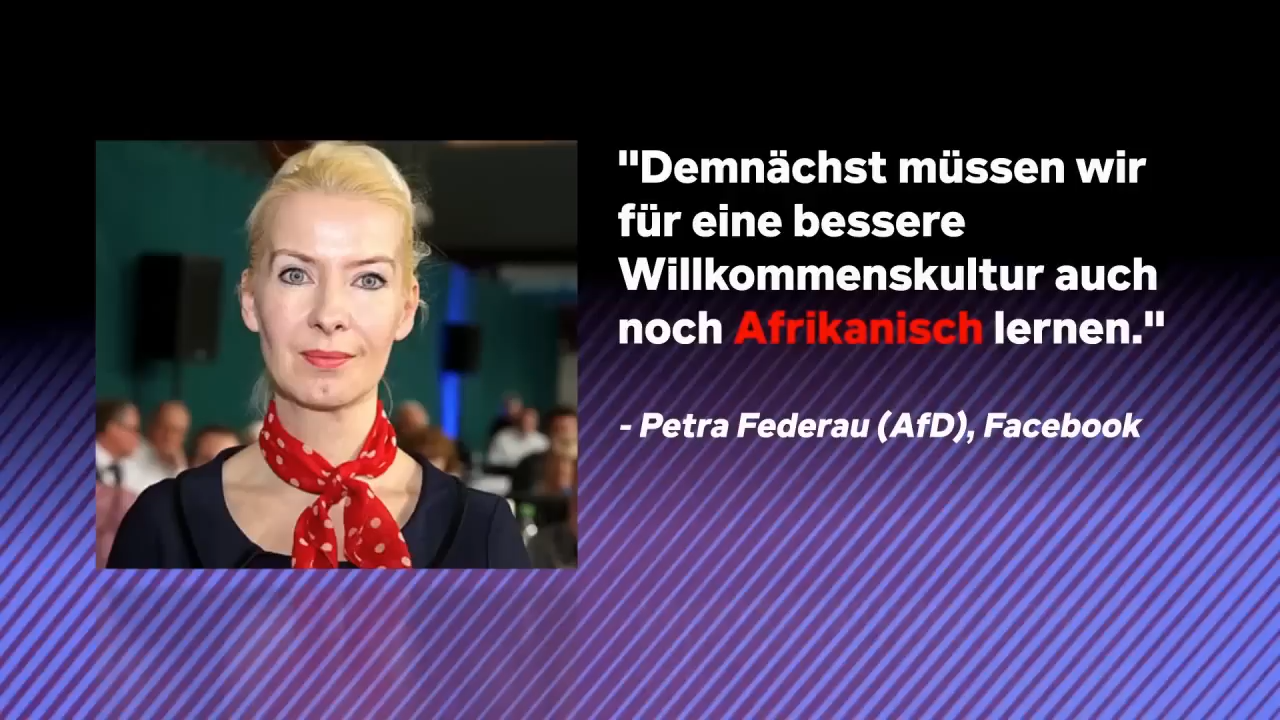 "Demnächst müssen wir
für eine bessere
Willkommenskultur auch
noch Afrikanisch lernen."
- Petra Federau (AfD), Facebook